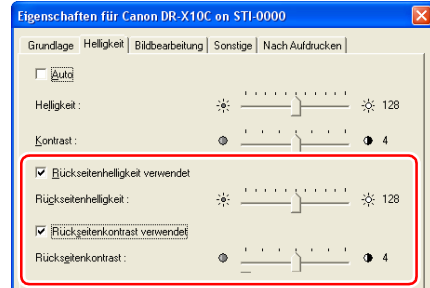 Eigenschaften für Canon DR-X10C on STI-0000
Grundlage Helligkeit Bildbearbeitung Sonstige Nach Aufdrucken
Auto
Helligkeit : 128
Kontrast : 4
Rückseitenhelligkeit verwendet
Rückseitenhelligkeit : 128
Rückseitenkontrast verwendet
Rückseitenkontrast : 4